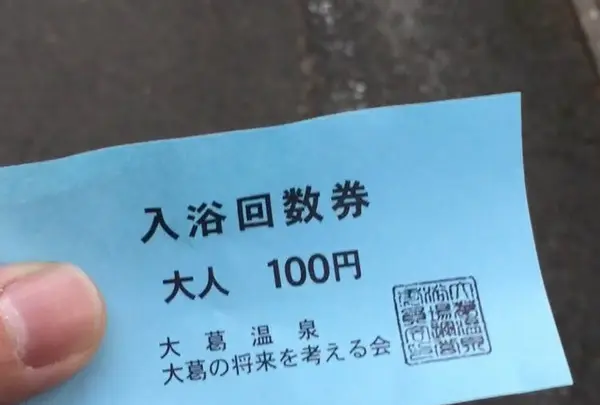 入浴回数券
大人 100円
大葛温泉
大葛の将来を考える会